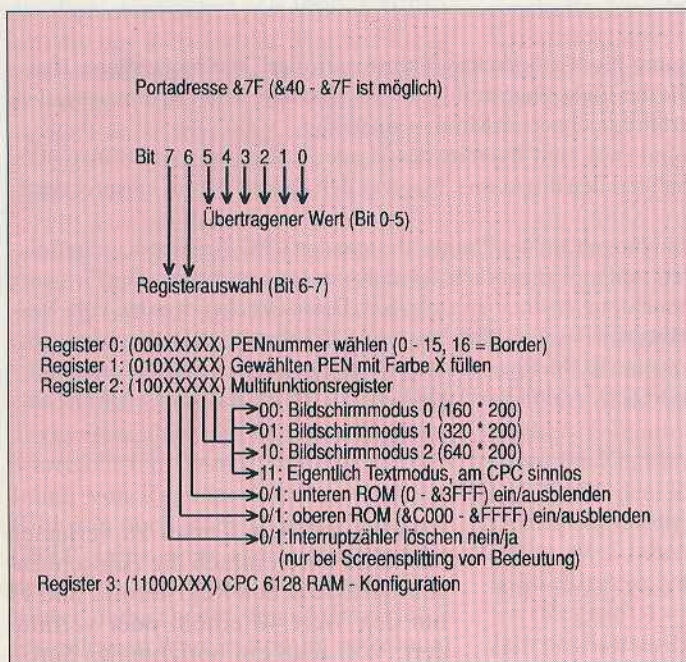 Portadresse &7F (&40 - &7F ist möglich)
Bit 7 6 5 4 3 2 1 0
Übertragener Wert (Bit 0-5)
Registerauswahl (Bit 6-7)
Register 0: (000XXXXX) PENnummer wählen (0 - 15, 16 = Border)
Register 1: (010XXXXX) Gewählten PEN mit Farbe X füllen
Register 2: (100XXXXX) Multifunktionsregister
00: Bildschirmmodus 0 (160 * 200)
01: Bildschirmmodus 1 (320 * 200)
10: Bildschirmmodus 2 (640 * 200)
11: Eigentlich Textmodus, am CPC sinnlos
0/1: unteren ROM (0 - &3FFF) ein/ausblenden
0/1: oberen ROM (&C000 - &FFFF) ein/ausblenden
0/1:Interruptzähler löschen nein/ja
(nur bei Screensplitting von Bedeutung)
Register 3: (11000XXX) CPC 6128 RAM - Konfiguration